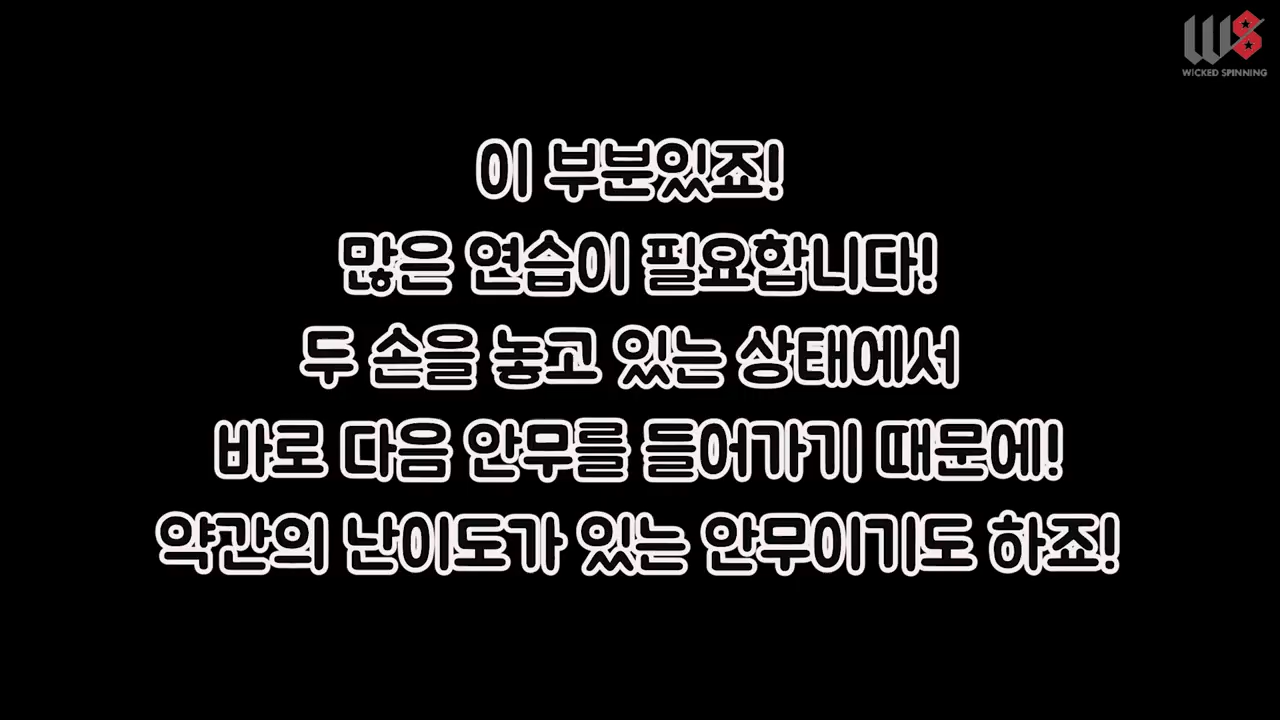 WS
WICKED SPINNING
이 부분있죠!
많은 연습이 필요합니다!
두 손을 놓고 있는 상태에서
바로 다음 안무를 들어가기 때문에!
약간의 난이도가 있는 안무이기도 하죠!